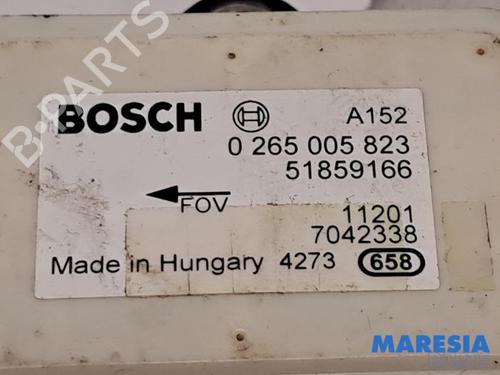 B-PARTS
BOSCH
A152
0 265 005 823
51859166
FOV
11201
7042338
Made in Hungary 4273 658
MARESIA